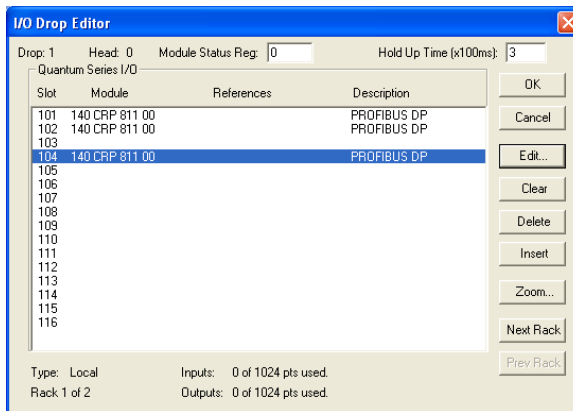 I/O Drop Editor
Drop: 1 Head: 0 Module Status Reg: 0 Hold Up Time (x100ms): 3
Quantum Series I/O
Slot Module References Description
101 140 CRP 811 00 PROFIBUS DP
102 140 CRP 811 00 PROFIBUS DP
103
104 140 CRP 811 00 PROFIBUS DP
105
106
107
108
109
110
111
112
113
114
115
116
OK
Cancel
Edit...
Clear
Delete
Insert
Zoom...
Next Rack
Prev Rack
Type: Local Inputs: 0 of 1024 pts used.
Rack 1 of 2 Outputs: 0 of 1024 pts used.